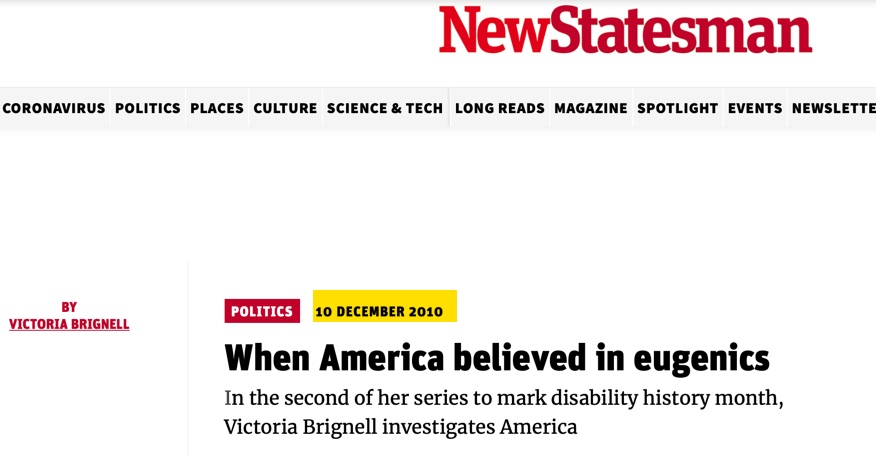 NewStatesman
CORONAVIRUS POLITICS PLACES CULTURE SCIENCE & TECH LONG READS MAGAZINE SPOTLIGHT EVENTS NEWSLETTE
BY
VICTORIA BRIGNELL
POLITICS 10 DECEMBER 2010
When America believed in eugenics
In the second of her series to mark disability history month,
Victoria Brignell investigates America